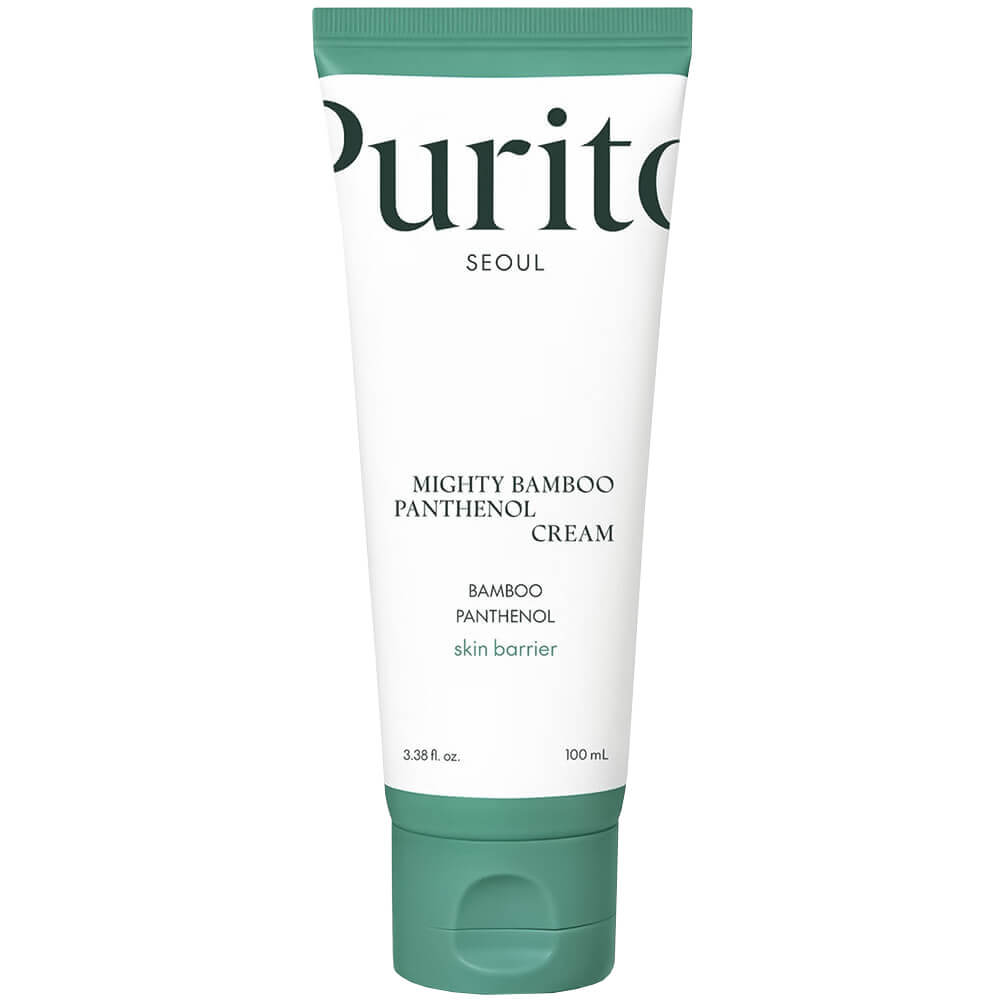 Purito
SEOUL
MIGHTY BAMBOO
PANTHENOL
CREAM
BAMBOO
PANTHENOL
skin barrier
3.38 fl. oz. 100 mL